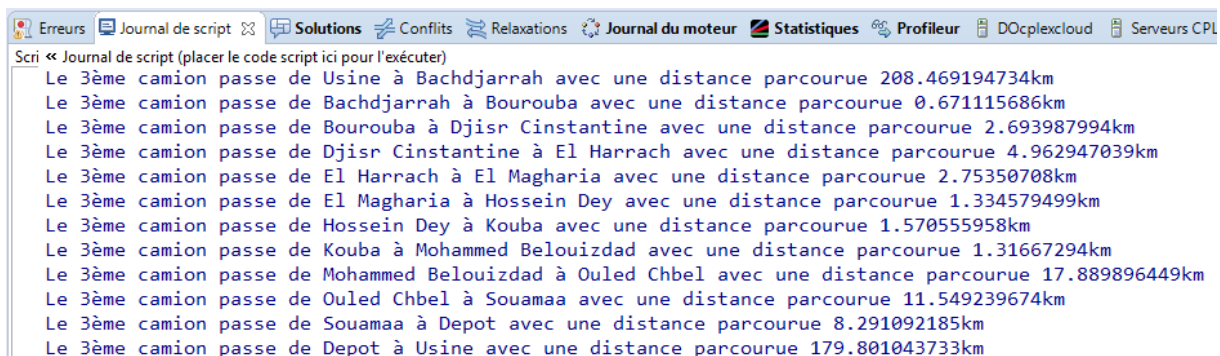 Erreurs Journal de script Solutions Conflits Relaxations Journal du moteur Statistiques Profileur DOcplexcloud Serveurs CPL
Scri « Journal de script (placer le code script ici pour l'exécuter)
Le 3ème camion passe de Usine à Bachdjarrah avec une distance parcourue 208.469194734km
Le 3ème camion passe de Bachdjarrah à Bourouba avec une distance parcourue 0.671115686km
Le 3ème camion passe de Bourouba à Djisr Cinstantine avec une distance parcourue 2.693987994km
Le 3ème camion passe de Djisr Cinstantine à El Harrach avec une distance parcourue 4.962947039km
Le 3ème camion passe de El Harrach à El Magharia avec une distance parcourue 2.75350708km
Le 3ème camion passe de El Magharia à Hossein Dey avec une distance parcourue 1.334579499km
Le 3ème camion passe de Hossein Dey à Kouba avec une distance parcourue 1.570555958km
Le 3ème camion passe de Kouba à Mohammed Belouizdad avec une distance parcourue 1.31667294km
Le 3ème camion passe de Mohammed Belouizdad à Ouled Chbel avec une distance parcourue 17.889896449km
Le 3ème camion passe de Ouled Chbel à Souamaa avec une distance parcourue 11.549239674km
Le 3ème camion passe de Souamaa à Depot avec une distance parcourue 8.291092185km
Le 3ème camion passe de Depot à Usine avec une distance parcourue 179.801043733km